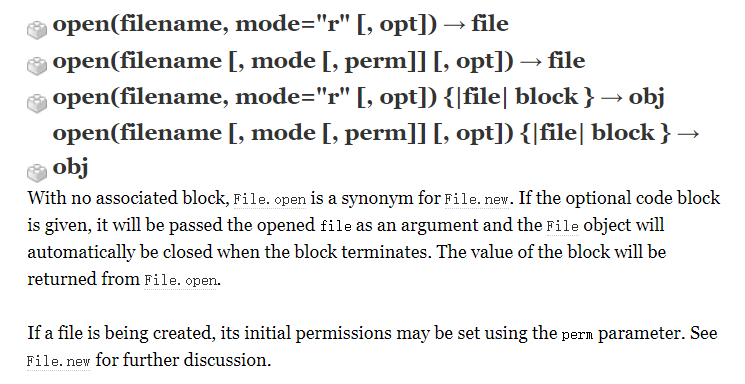 open(filename, mode="r" [, opt]) → file
open(filename [, mode [, perm]] [, opt]) → file
open(filename, mode="r" [, opt]) {|file| block } → obj
open(filename [, mode [, perm]] [, opt]) {|file| block } →
obj
With no associated block, File.open is a synonym for File.new. If the optional code block
is given, it will be passed the opened file as an argument and the File object will
automatically be closed when the block terminates. The value of the block will be
returned from File.open.
If a file is being created, its initial permissions may be set using the perm parameter. See
File.new for further discussion.